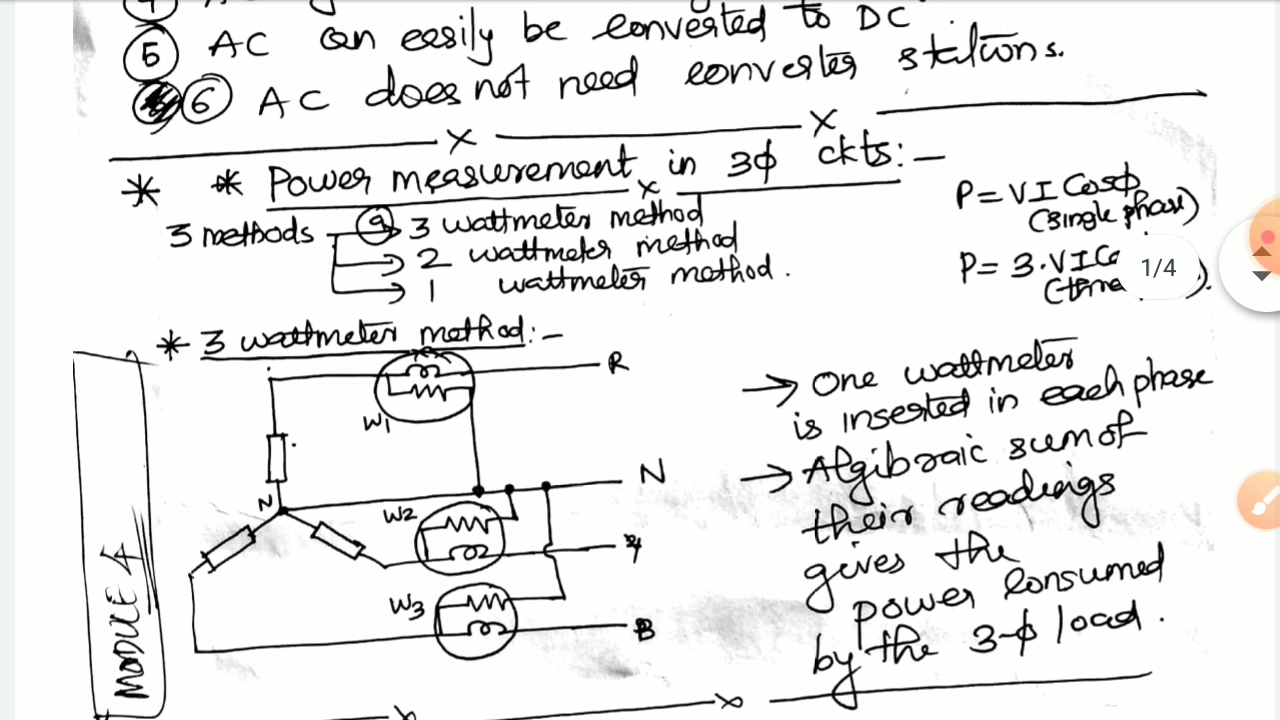 ⑤ AC can easily be converted to DC
⑥ AC does not need converter stations.
* * Power measurement in 3ϕ ckts:-
3 methods → ⓐ 3 wattmeter method
→ 2 wattmeter method
→ 1 wattmeter method.
P = VI Cosϕ
(single phase)
P = 3.VI
1/4
* 3 wattmeter method:-
R
W1
N
N
W2
Y
W3
B
→ One wattmeter
is inserted in each phase
→ Algibraic sum of
their readings
gives the
power consumed
by the 3-ϕ load.
MODULE 4